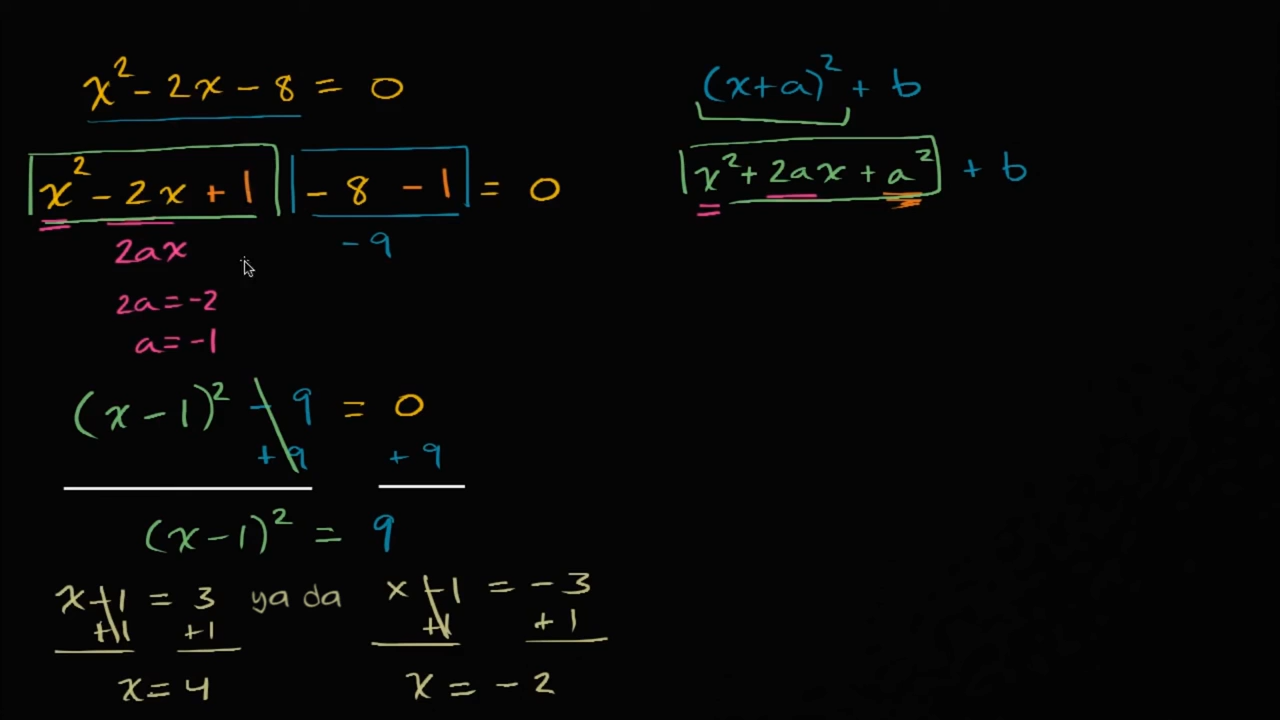 x² - 2x - 8 = 0
x² - 2x + 1 - 8 - 1 = 0
2ax
- 9
2a = -2
a = -1
(x - 1)² - 9 = 0
+ 9 + 9
(x - 1)² = 9
x - 1 = 3 ya da x - 1 = - 3
+1 +1 +1 + 1
x = 4 x = - 2
(x + a)² + b
x² + 2ax + a² + b